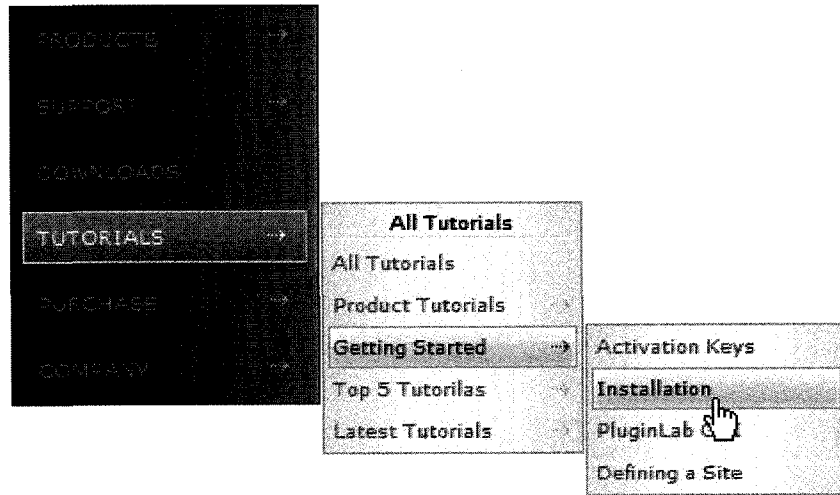 PRODUCTS
SUPPORT
DOWNLOADS
TUTORIALS
PURCHASE
COMPANY
All Tutorials
All Tutorials
Product Tutorials
Getting Started
Top 5 Tutorilas
Latest Tutorials
Activation Keys
Installation
PluginLab
Defining a Site